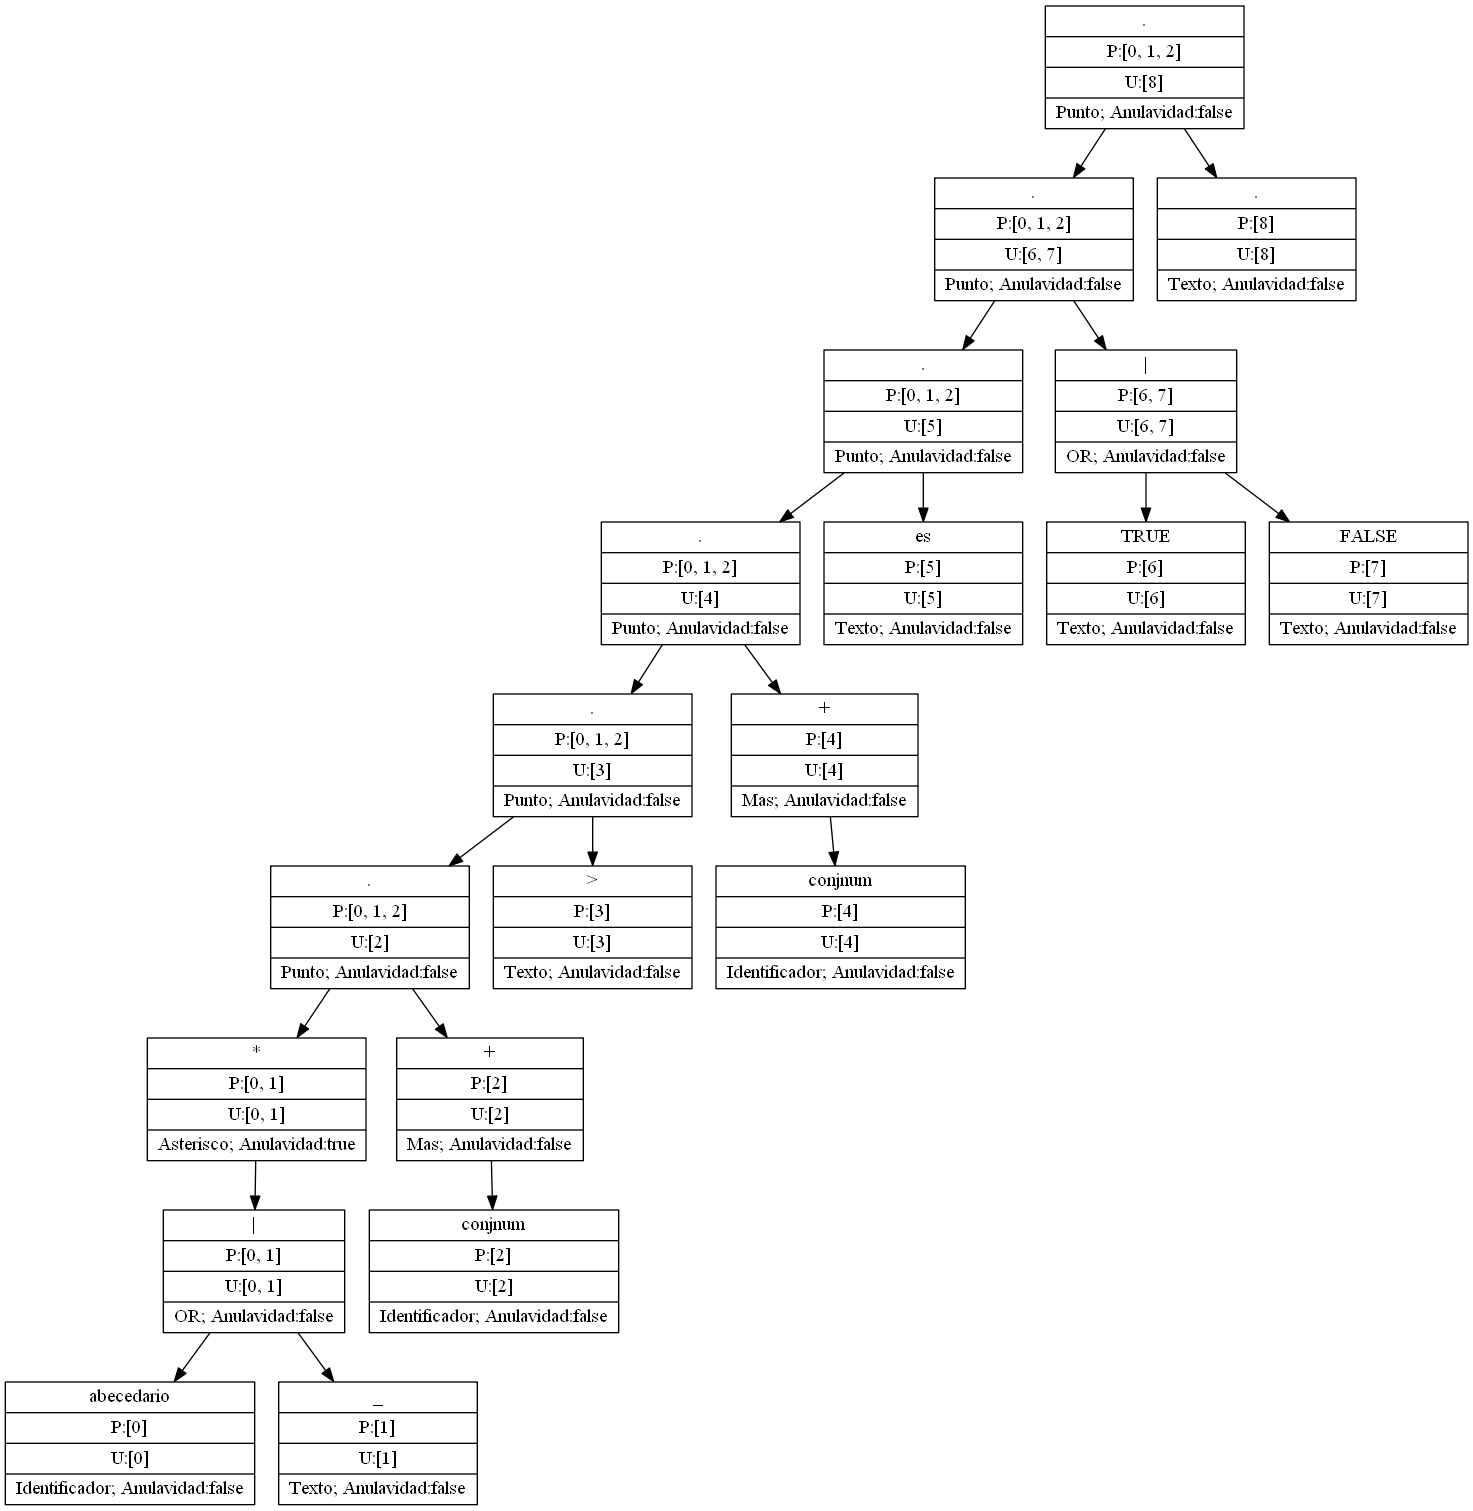 .
P:[0, 1, 2]
U:[8]
Punto; Anulavidad:false
.
P:[0, 1, 2]
U:[6, 7]
Punto; Anulavidad:false
.
P:[8]
U:[8]
Texto; Anulavidad:false
.
P:[0, 1, 2]
U:[5]
Punto; Anulavidad:false
|
P:[6, 7]
U:[6, 7]
OR; Anulavidad:false
.
P:[0, 1, 2]
U:[4]
Punto; Anulavidad:false
es
P:[5]
U:[5]
Texto; Anulavidad:false
TRUE
P:[6]
U:[6]
Texto; Anulavidad:false
FALSE
P:[7]
U:[7]
Texto; Anulavidad:false
.
P:[0, 1, 2]
U:[3]
Punto; Anulavidad:false
+
P:[4]
U:[4]
Mas; Anulavidad:false
.
P:[0, 1, 2]
U:[2]
Punto; Anulavidad:false
>
P:[3]
U:[3]
Texto; Anulavidad:false
conjnum
P:[4]
U:[4]
Identificador; Anulavidad:false
*
P:[0, 1]
U:[0, 1]
Asterisco; Anulavidad:true
+
P:[2]
U:[2]
Mas; Anulavidad:false
|
P:[0, 1]
U:[0, 1]
OR; Anulavidad:false
conjnum
P:[2]
U:[2]
Identificador; Anulavidad:false
abecedario
P:[0]
U:[0]
Identificador; Anulavidad:false
_
P:[1]
U:[1]
Texto; Anulavidad:false